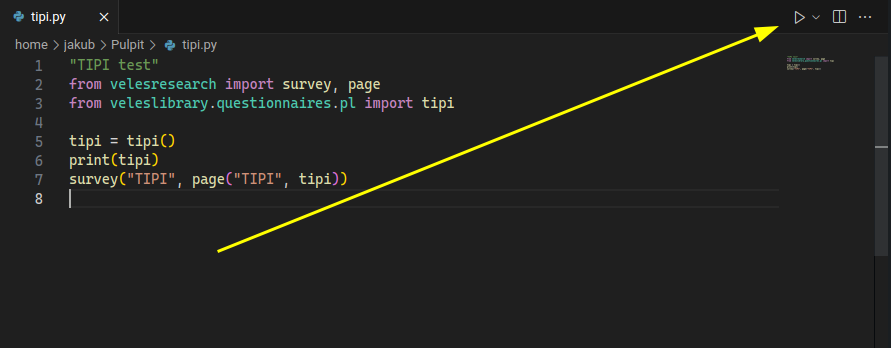 tipi.py
home > jakub > Pulpit > tipi.py
1 "TIPI test"
2 from velesresearch import survey, page
3 from veleslibrary.questionnaires.pl import tipi
4
5 tipi = tipi()
6 print(tipi)
7 survey("TIPI", page("TIPI", tipi))
8